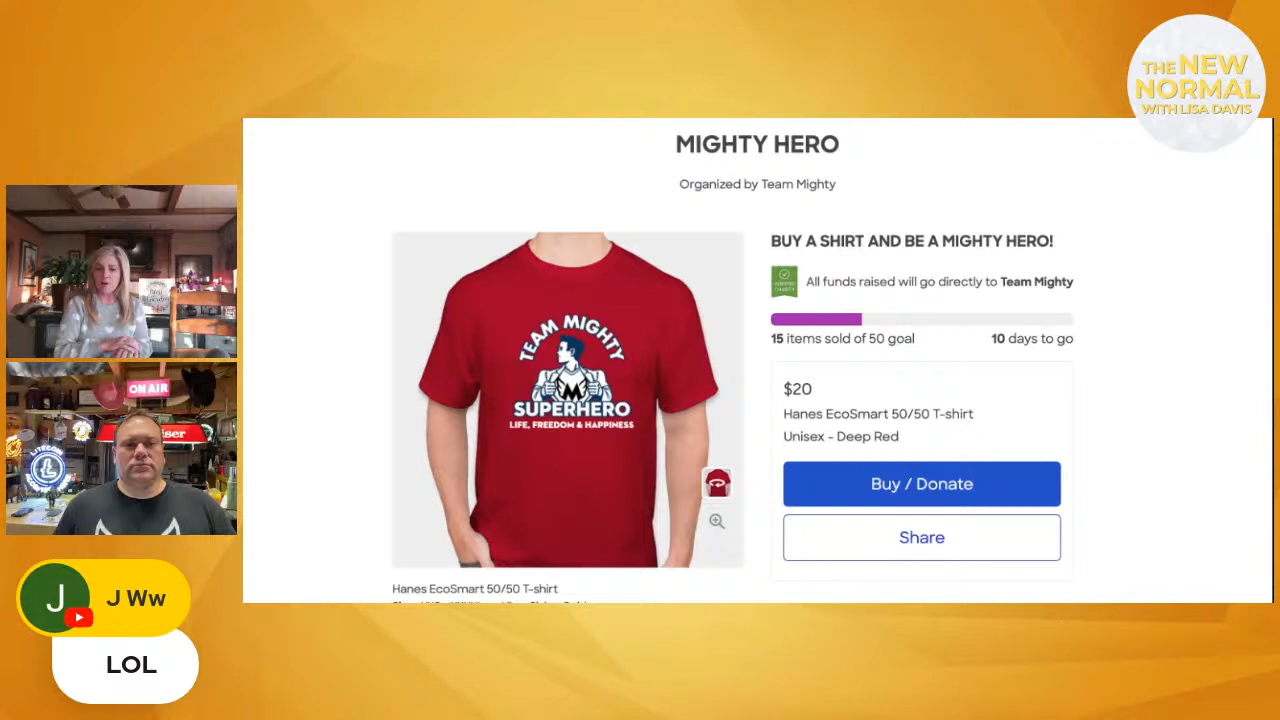 THE NEW
NORMAL
WITH LISA DAVIS
MIGHTY HERO
Organized by Team Mighty
BUY A SHIRT AND BE A MIGHTY HERO!
All funds raised will go directly to Team Mighty
15 items sold of 50 goal
10 days to go
$20
Hanes EcoSmart 50/50 T-shirt
Unisex - Deep Red
Buy / Donate
Share
TEAM MIGHTY
M
SUPERHERO
LIFE, FREEDOM & HAPPINESS
Hanes EcoSmart 50/50 T-shirt
ON AIR
LITECOIN
J
J Ww
LOL